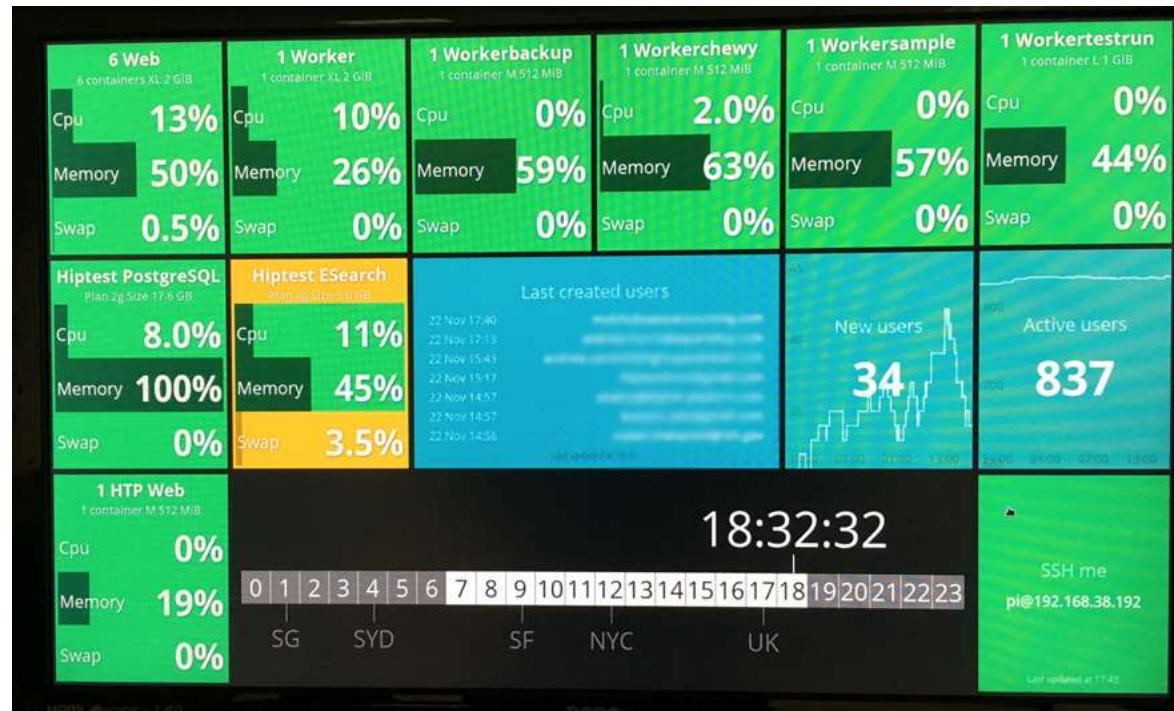 6 Web
6 containers XL 2 GiB
Cpu 13%
Memory 50%
Swap 0.5%
1 Worker
1 container XL 2 GiB
Cpu 10%
Memory 26%
Swap 0%
1 Workerbackup
1 container M 512 MiB
Cpu 0%
Memory 59%
Swap 0%
1 Workerchewy
1 container M 512 MiB
Cpu 2.0%
Memory 63%
Swap 0%
1 Workersample
1 container M 512 MiB
Cpu 0%
Memory 57%
Swap 0%
1 Workertestrun
1 container L 1 GiB
Cpu 0%
Memory 44%
Swap 0%
Hiptest PostgreSQL
Plan 2g Size 17.6 GB
Cpu 8.0%
Memory 100%
Swap 0%
Hiptest ESearch
Cpu 11%
Memory 45%
Swap 3.5%
Last created users
22 Nov 17:40
22 Nov 17:13
22 Nov 15:43
22 Nov 15:17
22 Nov 14:57
22 Nov 14:57
22 Nov 14:56
45
New users
34
Active users
837
1 HTP Web
1 container M 512 MiB
Cpu 0%
Memory 19%
Swap 0%
18:32:32
0 1 2 3 4 5 6 7 8 9 10 11 12 13 14 15 16 17 18 19 20 21 22 23
SG SYD SF NYC UK
SSH me
pi@192.168.38.192
Last updated at 17:43